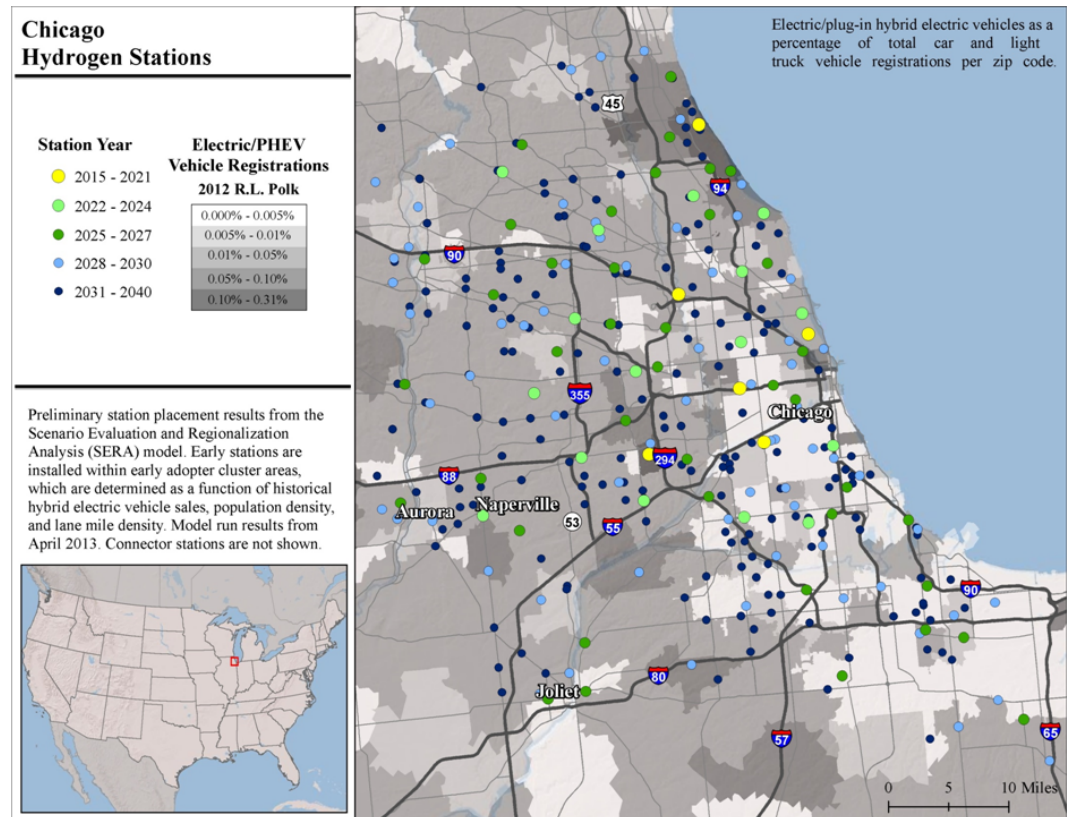 Chicago
Hydrogen Stations
Station Year
2015 - 2021
2022 - 2024
2025 - 2027
2028 - 2030
2031 - 2040
Electric/PHEV
Vehicle Registrations
2012 R.L. Polk
0.000% - 0.005%
0.005% - 0.01%
0.01% - 0.05%
0.05% - 0.10%
0.10% - 0.31%
Preliminary station placement results from the
Scenario Evaluation and Regionalization
Analysis (SERA) model. Early stations are
installed within early adopter cluster areas,
which are determined as a function of historical
hybrid electric vehicle sales, population density,
and lane mile density. Model run results from
April 2013. Connector stations are not shown.
Electric/plug-in hybrid electric vehicles as a
percentage of total car and light
truck vehicle registrations per zip code.
45
94
90
355
Chicago
294
88
Naperville
Aurora
53
55
90
80
Joliet
57
65
0 5 10 Miles